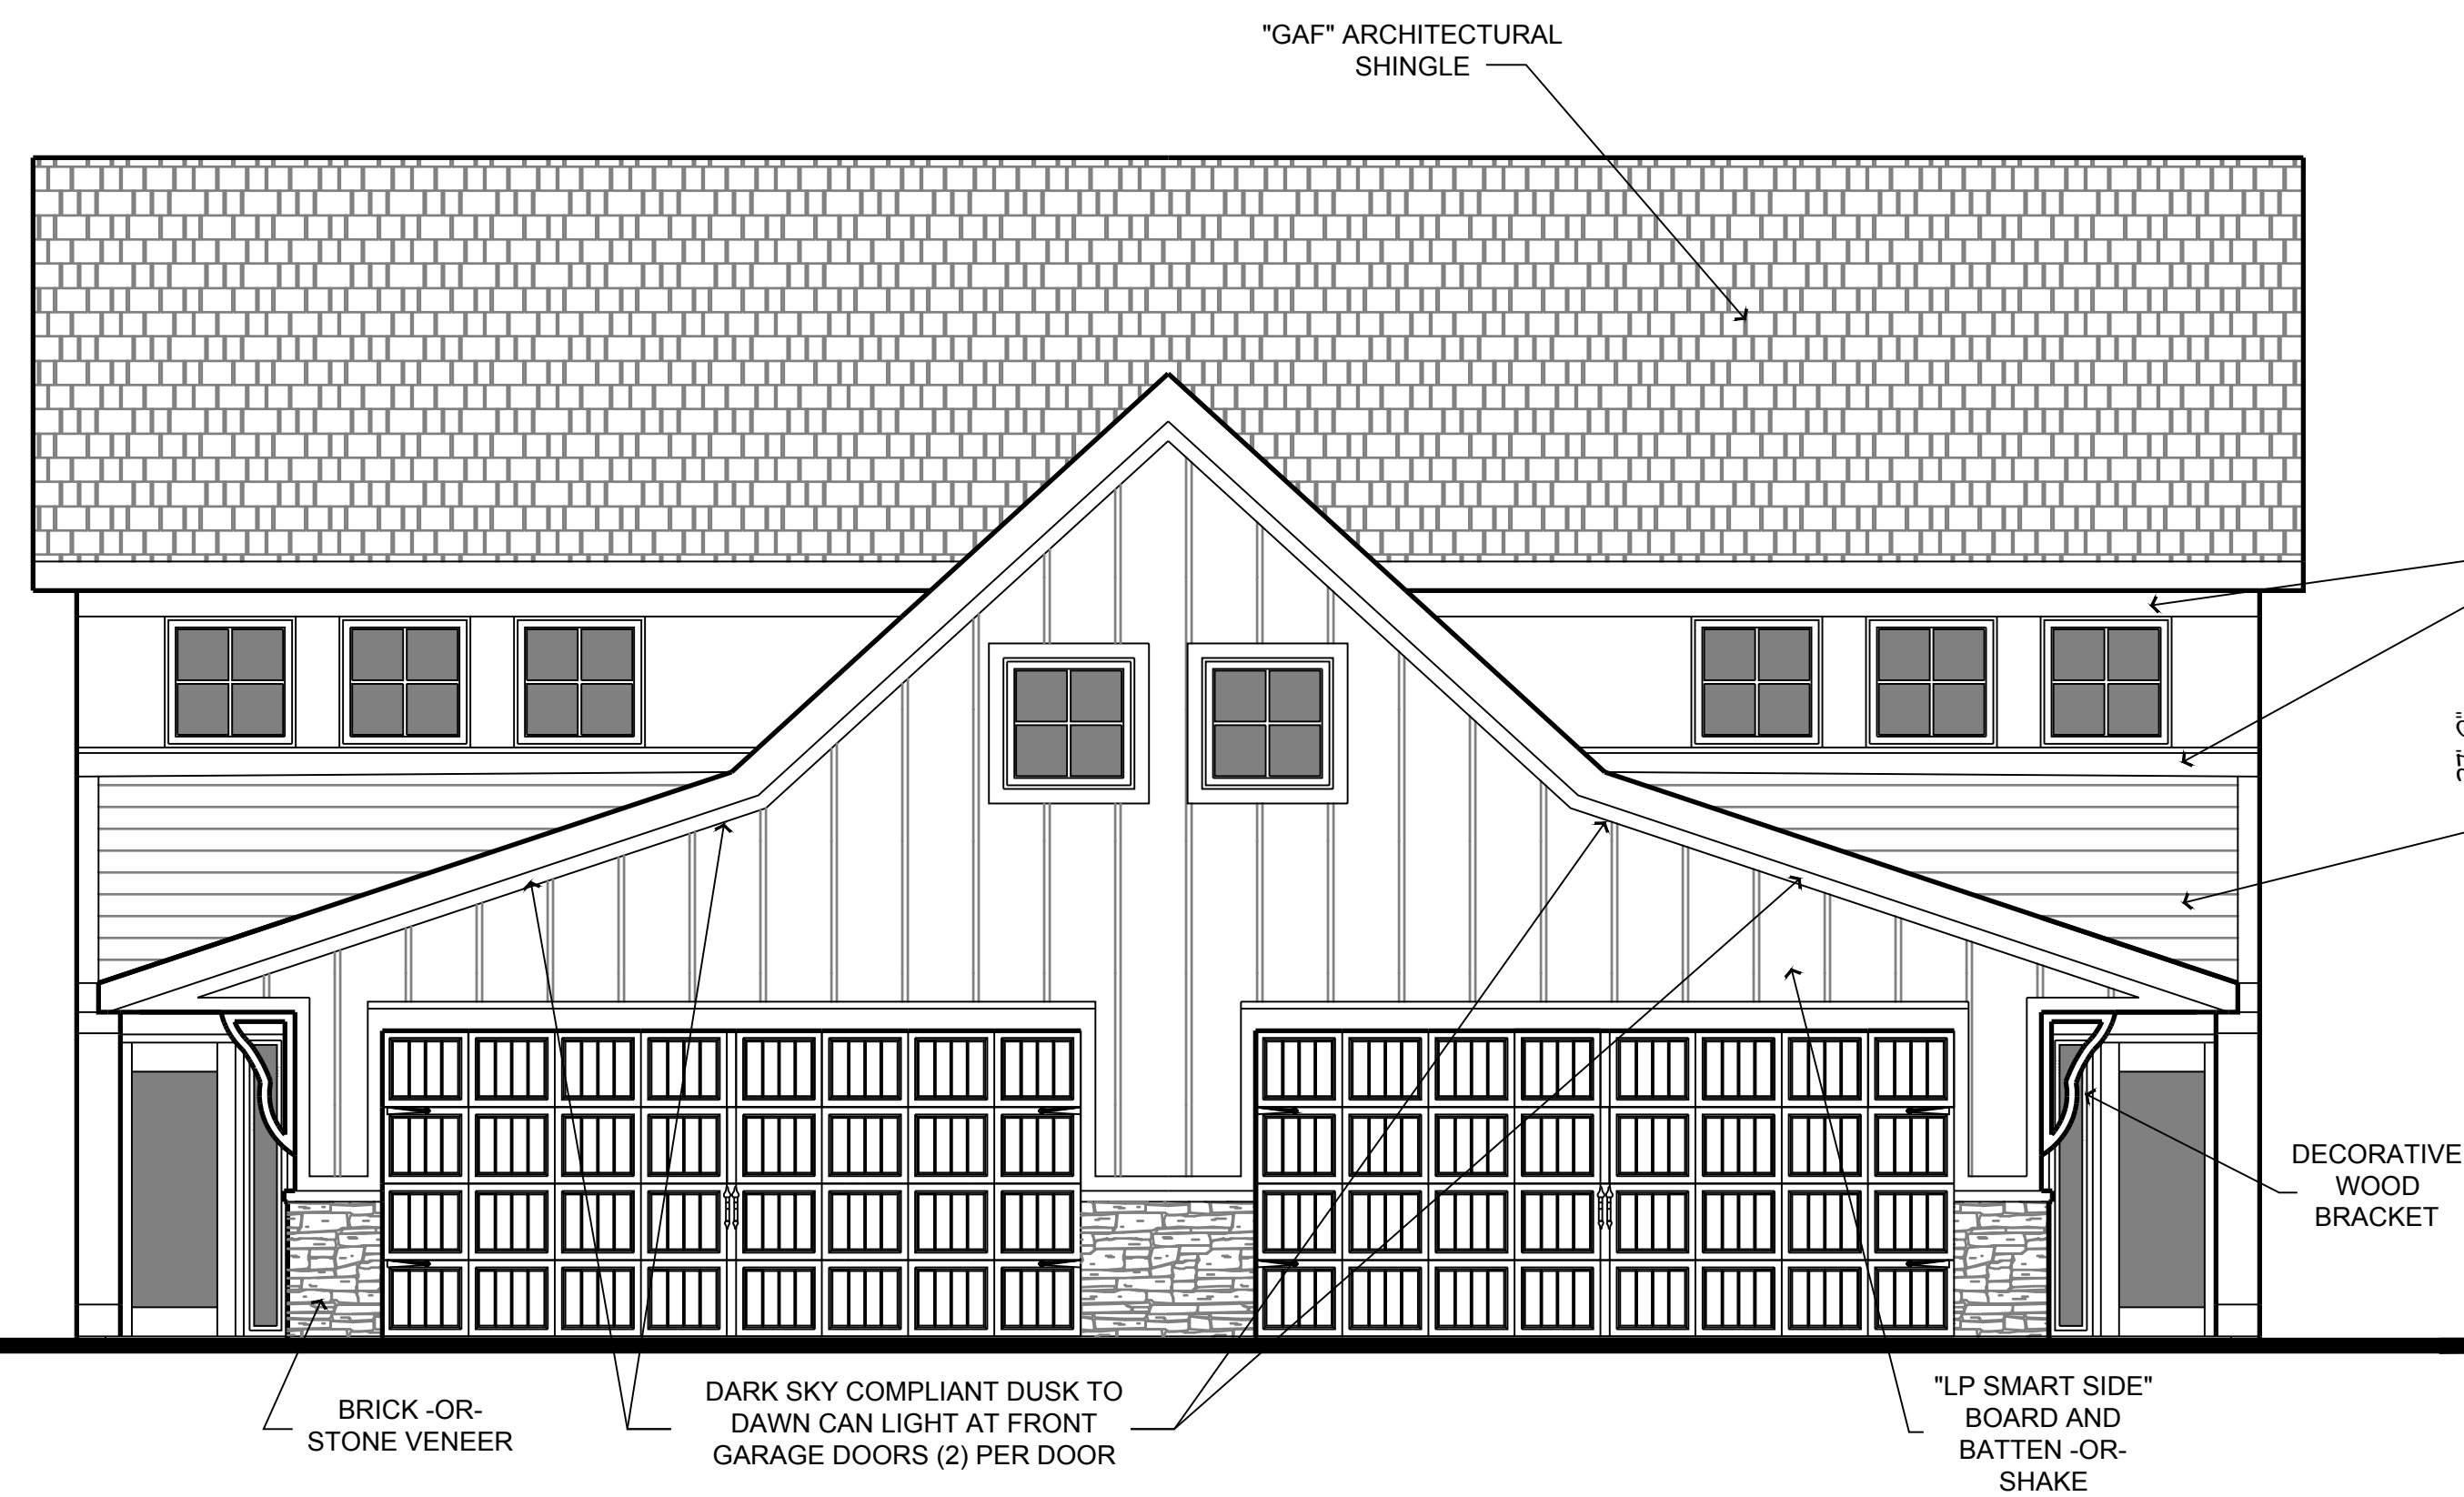 "GAF" ARCHITECTURAL
SHINGLE
DECORATIVE
WOOD
BRACKET
BRICK -OR-
STONE VENEER
DARK SKY COMPLIANT DUSK TO
DAWN CAN LIGHT AT FRONT
GARAGE DOORS (2) PER DOOR
"LP SMART SIDE"
BOARD AND
BATTEN -OR-
SHAKE